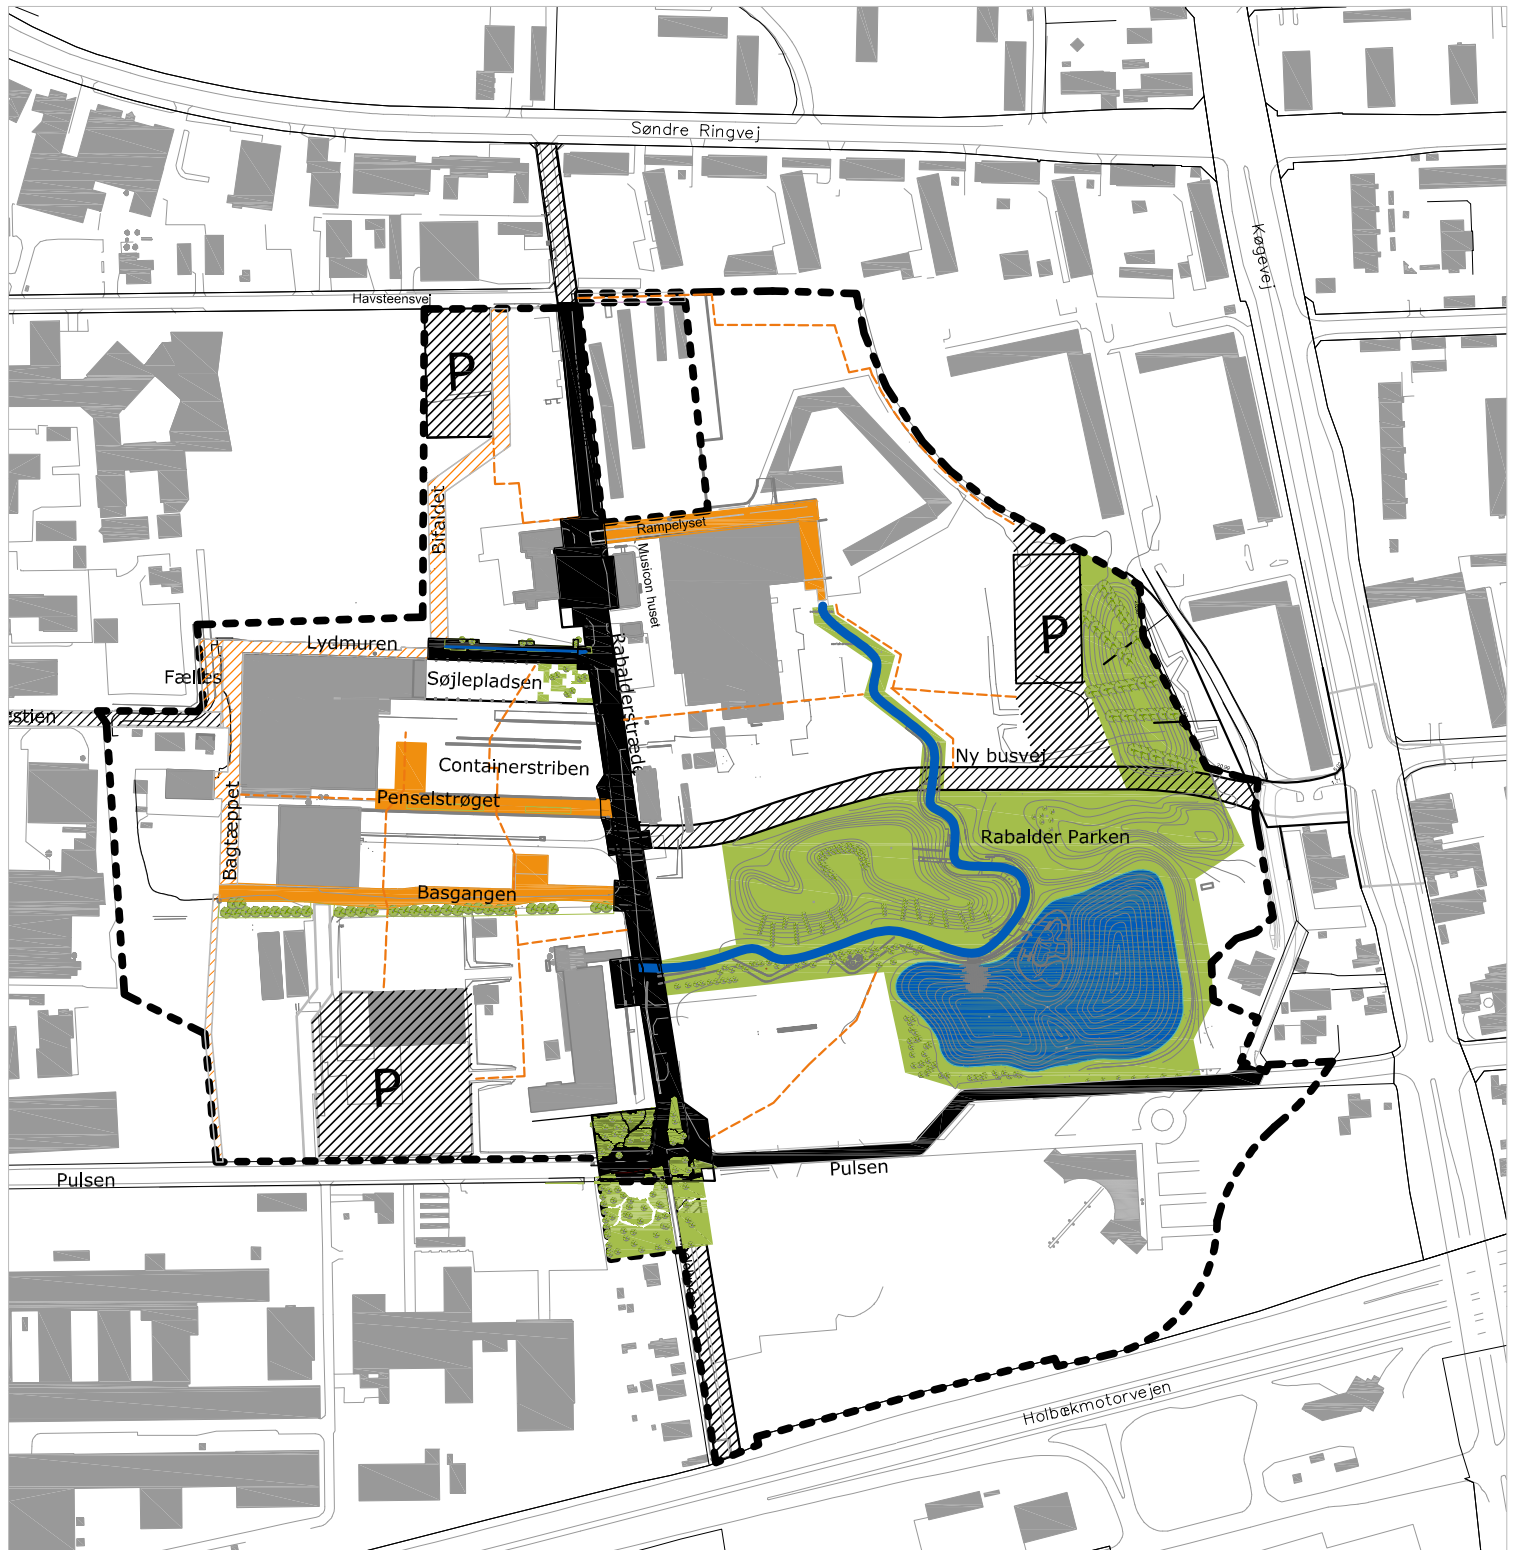 Søndre Ringvej
Køgevej
Havsteensvej
P
Bifaldet
Rampelyset
Musicon huset
P
Lydmuren
Rabalderstræde
Fælles
Søjlepladsen
stien
Ny busvej
Containerstriben
Penselstrøget
Bagtæppet
Rabalder Parken
Basgangen
P
Pulsen
Pulsen
Holbækmotorvejen